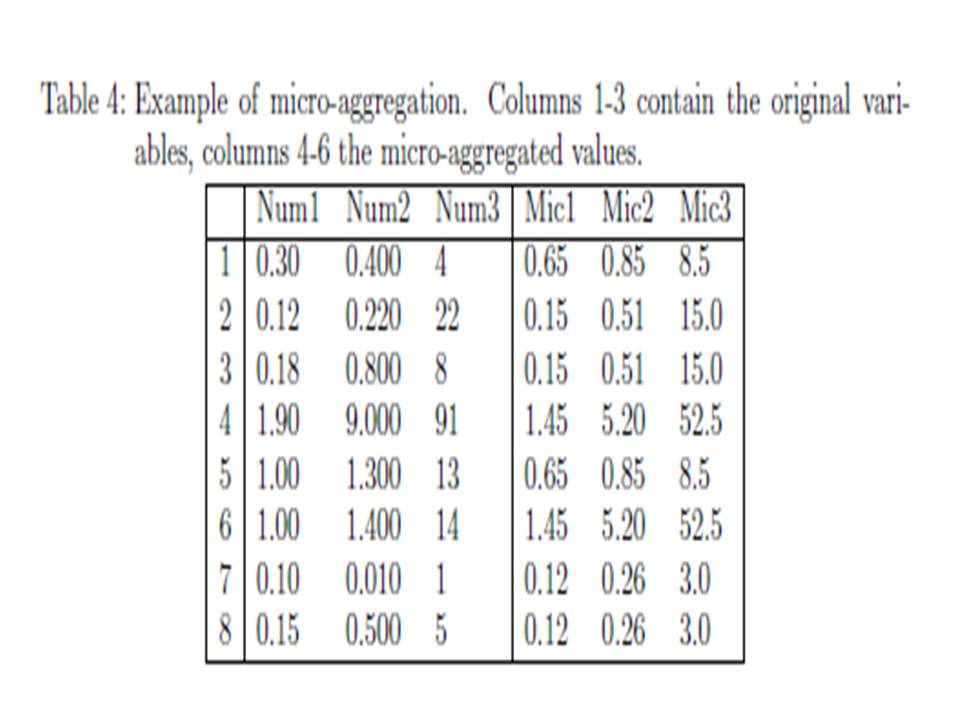 Table 4: Example of micro-aggregation. Columns 1-3 contain the original vari-
ables, columns 4-6 the micro-aggregated values.
Num1 Num2 Num3 Mic1 Mic2 Mic3
1 0.30 0.400 4 0.65 0.85 8.5
2 0.12 0.220 22 0.15 0.51 15.0
3 0.18 0.800 8 0.15 0.51 15.0
4 1.90 9.000 91 1.45 5.20 52.5
5 1.00 1.300 13 0.65 0.85 8.5
6 1.00 1.400 14 1.45 5.20 52.5
7 0.10 0.010 1 0.12 0.26 3.0
8 0.15 0.500 5 0.12 0.26 3.0